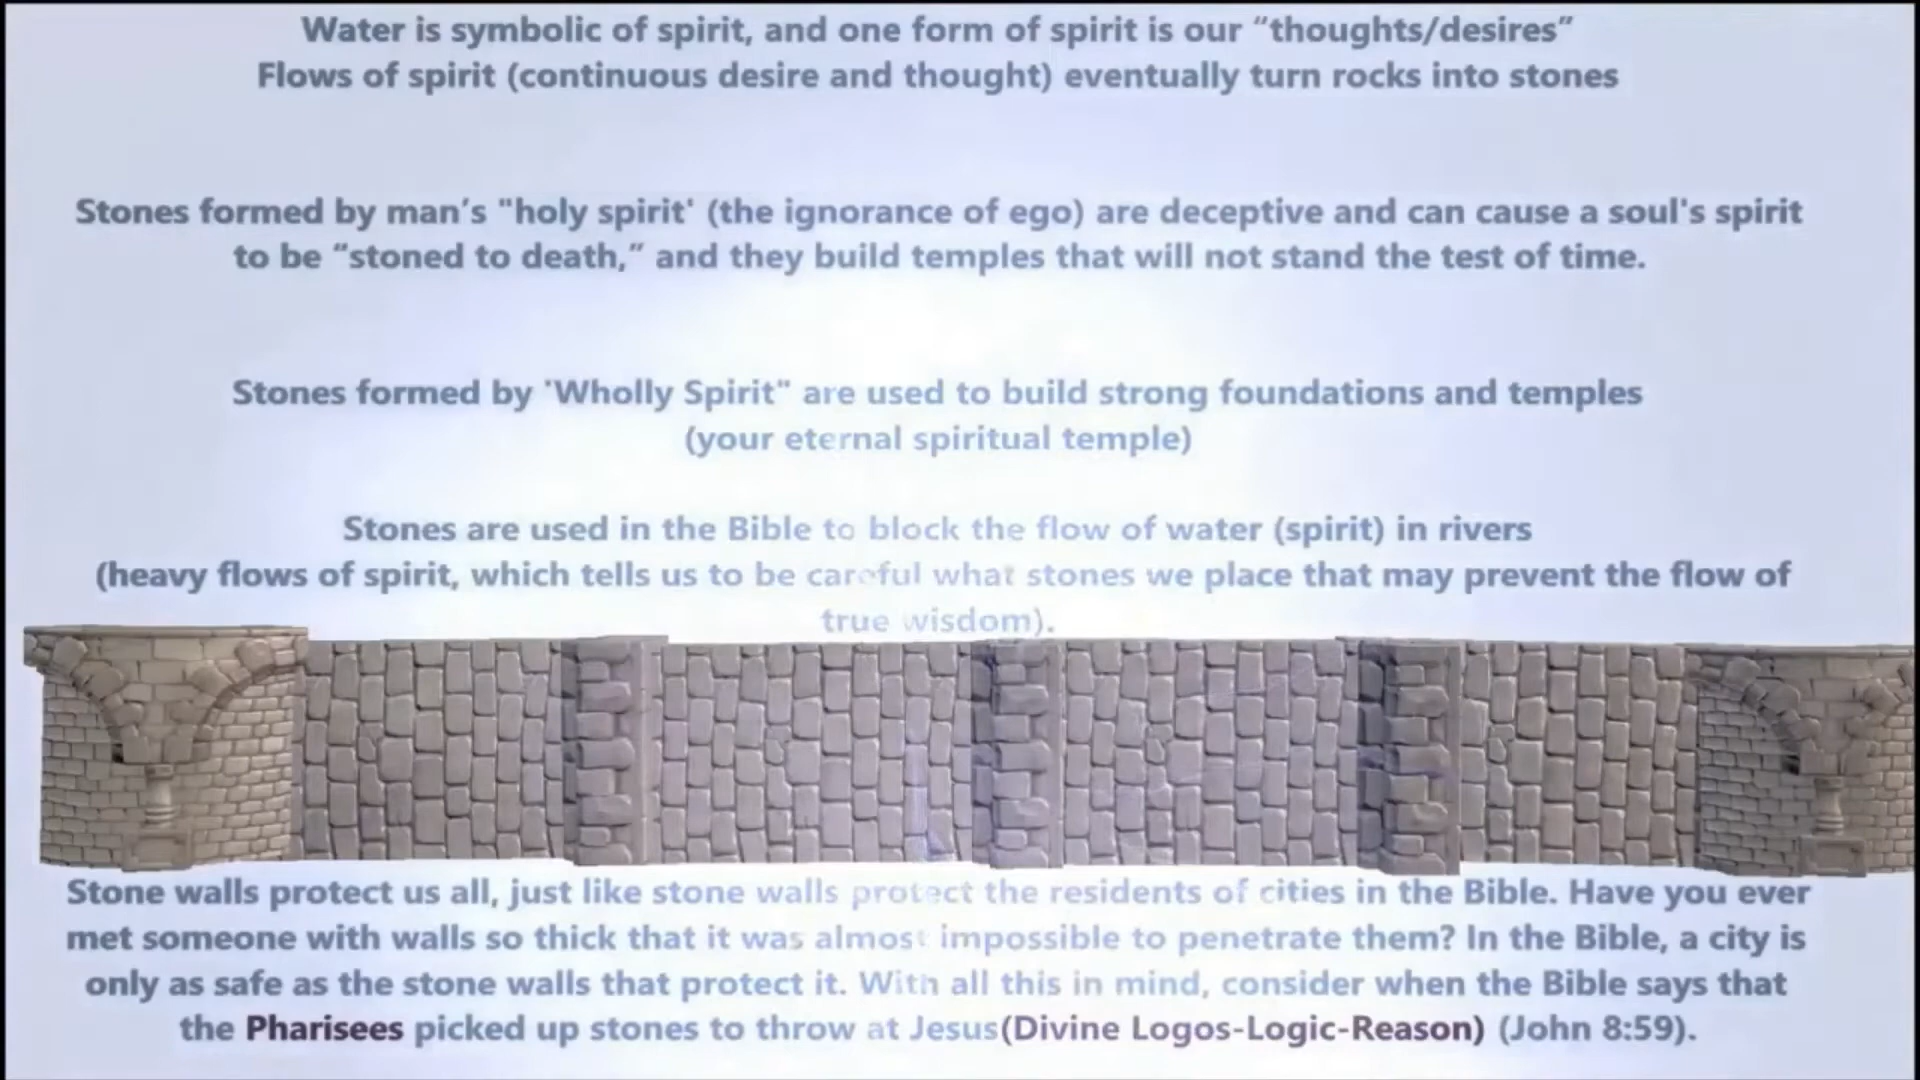 Water is symbolic of spirit, and one form of spirit is our “thoughts/desires”
Flows of spirit (continuous desire and thought) eventually turn rocks into stones
Stones formed by man’s "holy spirit' (the ignorance of ego) are deceptive and can cause a soul's spirit
to be “stoned to death,” and they build temples that will not stand the test of time.
Stones formed by 'Wholly Spirit" are used to build strong foundations and temples
(your eternal spiritual temple)
Stones are used in the Bible to block the flow of water (spirit) in rivers
(heavy flows of spirit, which tells us to be careful what stones we place that may prevent the flow of
true wisdom).
Stone walls protect us all, just like stone walls protect the residents of cities in the Bible. Have you ever
met someone with walls so thick that it was almost impossible to penetrate them? In the Bible, a city is
only as safe as the stone walls that protect it. With all this in mind, consider when the Bible says that
the Pharisees picked up stones to throw at Jesus(Divine Logos-Logic-Reason) (John 8:59).